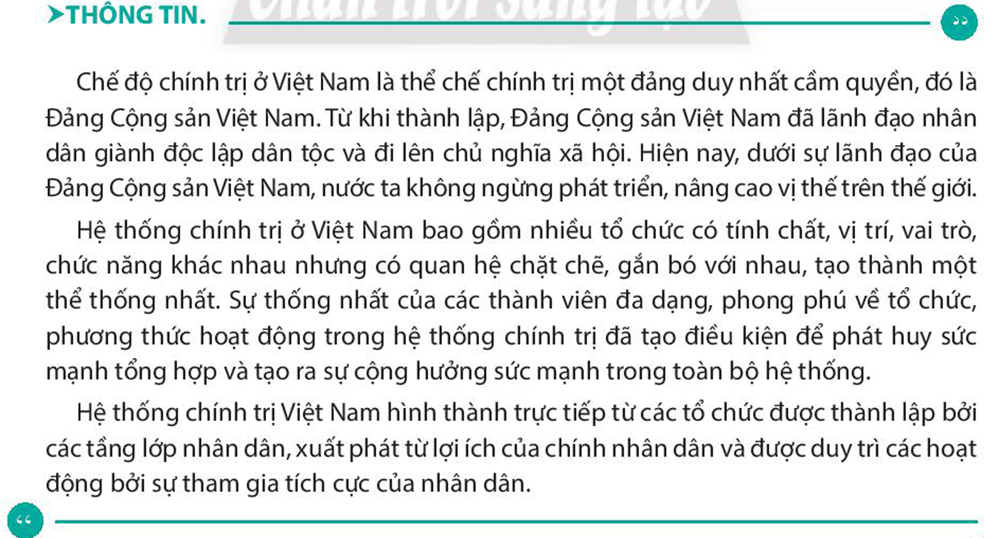 THÔNG TIN.
Chân trời sáng tạo
Chế độ chính trị ở Việt Nam là thể chế chính trị một đảng duy nhất cầm quyền, đó là
Đảng Cộng sản Việt Nam. Từ khi thành lập, Đảng Cộng sản Việt Nam đã lãnh đạo nhân
dân giành độc lập dân tộc và đi lên chủ nghĩa xã hội. Hiện nay, dưới sự lãnh đạo của
Đảng Cộng sản Việt Nam, nước ta không ngừng phát triển, nâng cao vị thế trên thế giới.
Hệ thống chính trị ở Việt Nam bao gồm nhiều tổ chức có tính chất, vị trí, vai trò,
chức năng khác nhau nhưng có quan hệ chặt chẽ, gắn bó với nhau, tạo thành một
thể thống nhất. Sự thống nhất của các thành viên đa dạng, phong phú về tổ chức,
phương thức hoạt động trong hệ thống chính trị đã tạo điều kiện để phát huy sức
mạnh tổng hợp và tạo ra sự cộng hưởng sức mạnh trong toàn bộ hệ thống.
Hệ thống chính trị Việt Nam hình thành trực tiếp từ các tổ chức được thành lập bởi
các tầng lớp nhân dân, xuất phát từ lợi ích của chính nhân dân và được duy trì các hoạt
động bởi sự tham gia tích cực của nhân dân.